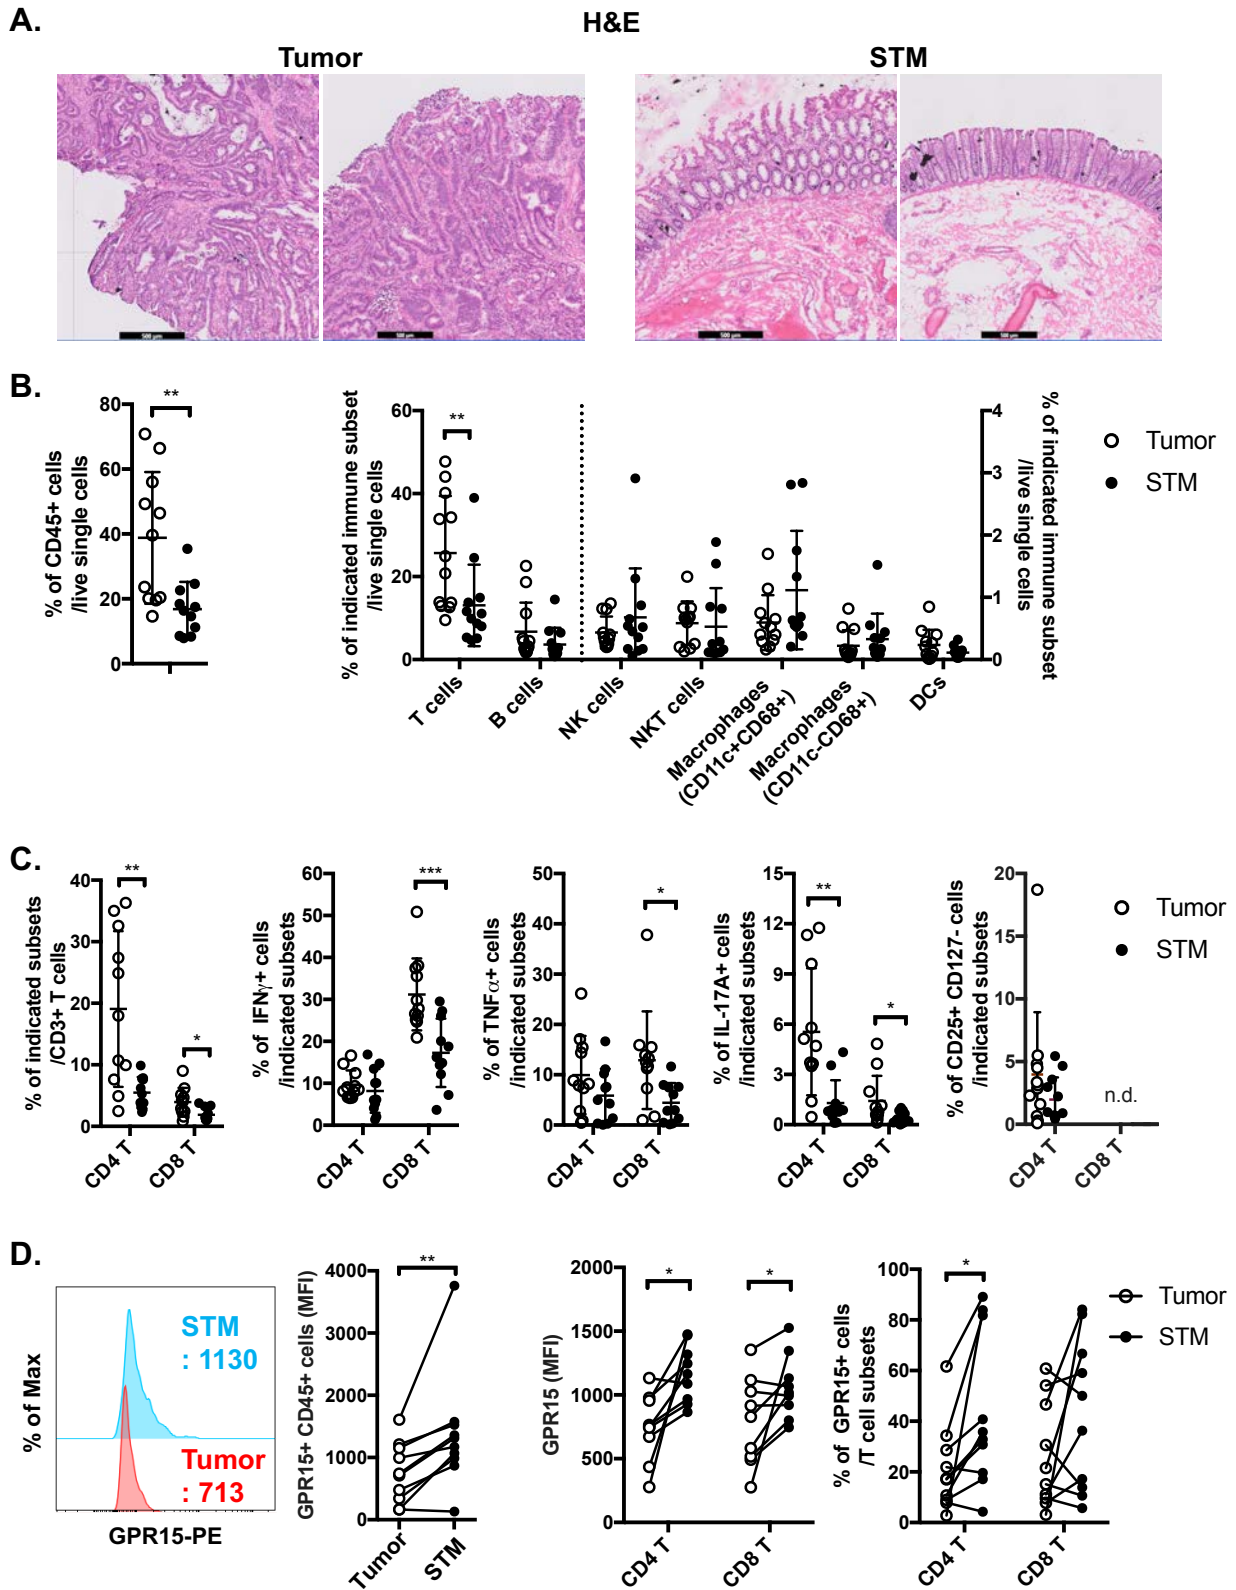 A.
H&E
Tumor
STM
500 µm
500 µm
500 µm
500 µm
B.
% of CD45+ cells
/live single cells
80
60
40
20
0
**
% of indicated immune subset
/live single cells
60
40
20
0
**
4
3
2
1
0
% of indicated immune subset
/live single cells
T cells
B cells
NK cells
NKT cells
Macrophages
(CD11c+CD68+)
Macrophages
(CD11c-CD68+)
DCs
Tumor
STM
C.
% of indicated subsets
/CD3+ T cells
40
30
20
10
0
**
*
CD4 T
CD8 T
% of IFNγ+ cells
/indicated subsets
60
50
40
30
20
10
0
***
CD4 T
CD8 T
% of TNFα+ cells
/indicated subsets
50
40
30
20
10
0
*
CD4 T
CD8 T
% of IL-17A+ cells
/indicated subsets
15
12
9
6
3
0
**
*
CD4 T
CD8 T
% of CD25+ CD127- cells
/indicated subsets
20
15
10
5
0
n.d.
CD4 T
CD8 T
Tumor
STM
D.
% of Max
STM
: 1130
Tumor
: 713
GPR15-PE
GPR15+ CD45+ cells (MFI)
4000
3000
2000
1000
0
**
Tumor
STM
GPR15 (MFI)
2000
1500
1000
500
0
*
*
CD4 T
CD8 T
% of GPR15+ cells
/T cell subsets
100
80
60
40
20
0
*
CD4 T
CD8 T
Tumor
STM